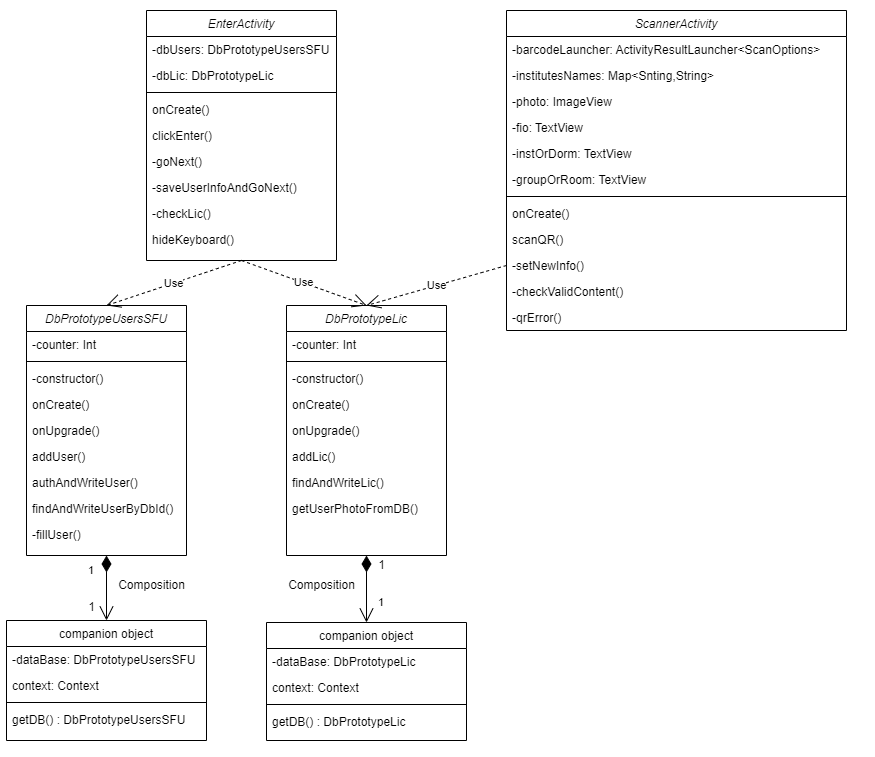 EnterActivity
-dbUsers: DbPrototypeUsersSFU
-dbLic: DbPrototypeLic
onCreate()
clickEnter()
-goNext()
-saveUserInfoAndGoNext()
-checkLic()
hideKeyboard()
ScannerActivity
-barcodeLauncher: ActivityResultLauncher<ScanOptions>
-institutesNames: Map<Snting,String>
-photo: ImageView
-fio: TextView
-instOrDorm: TextView
-groupOrRoom: TextView
onCreate()
scanQR()
-setNewInfo()
-checkValidContent()
-qrError()
Use
Use
Use
DbPrototypeUsersSFU
-counter: Int
-constructor()
onCreate()
onUpgrade()
addUser()
authAndWriteUser()
findAndWriteUserByDbId()
-fillUser()
DbPrototypeLic
-counter: Int
-constructor()
onCreate()
onUpgrade()
addLic()
findAndWriteLic()
getUserPhotoFromDB()
1
Composition
1
1
Composition
1
companion object
-dataBase: DbPrototypeUsersSFU
context: Context
getDB() : DbPrototypeUsersSFU
companion object
-dataBase: DbPrototypeLic
context: Context
getDB() : DbPrototypeLic